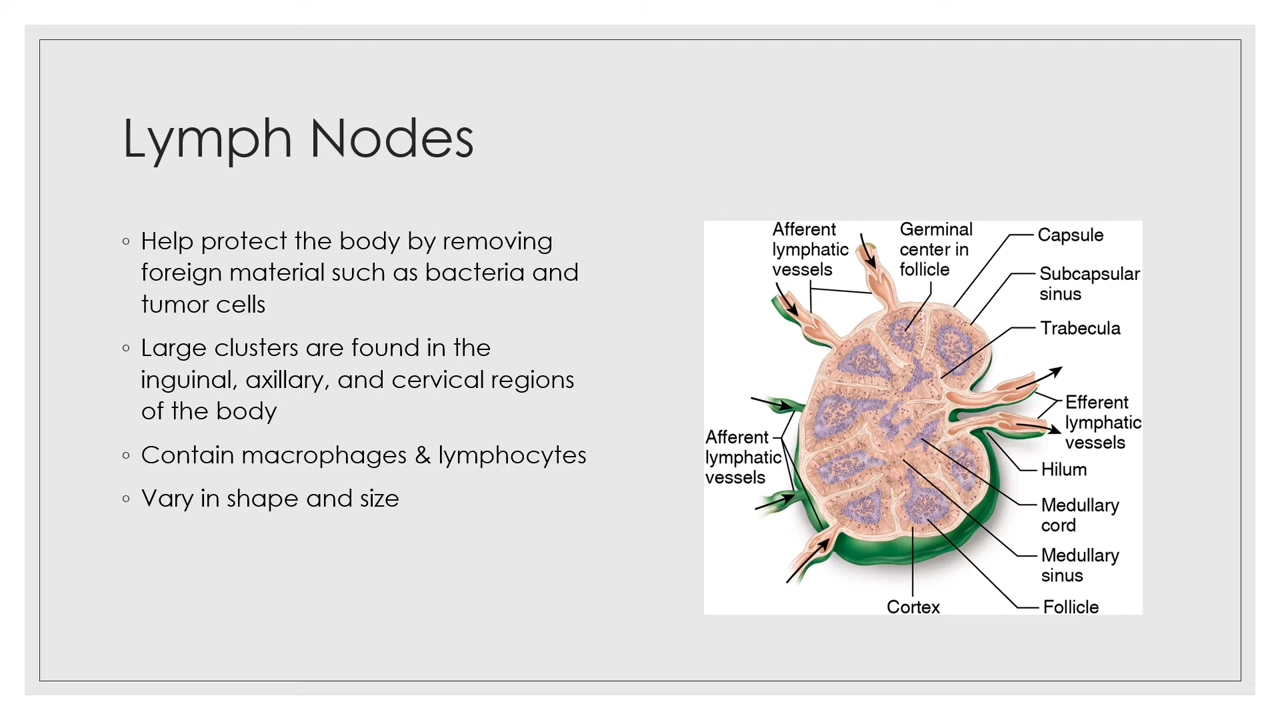 Lymph Nodes
◦ Help protect the body by removing
foreign material such as bacteria and
tumor cells
◦ Large clusters are found in the
inguinal, axillary, and cervical regions
of the body
◦ Contain macrophages & lymphocytes
◦ Vary in shape and size
Afferent
lymphatic
vessels
Germinal
center in
follicle
Capsule
Subcapsular
sinus
Trabecula
Efferent
lymphatic
vessels
Afferent
lymphatic
vessels
Hilum
Medullary
cord
Medullary
sinus
Cortex
Follicle